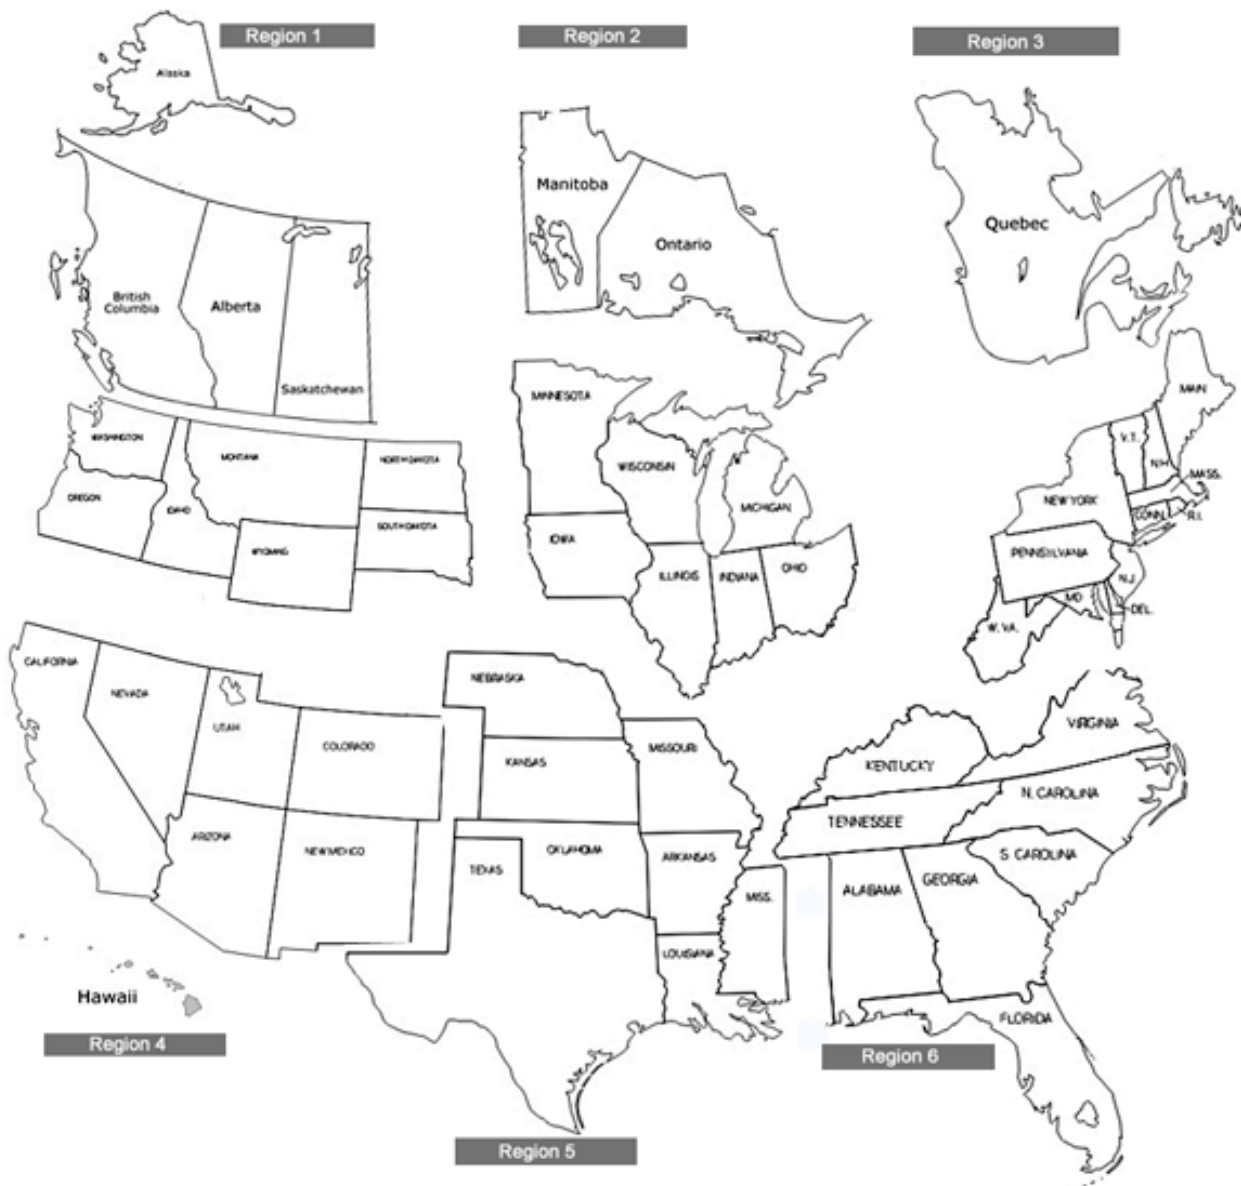 Region 1
Region 2
Region 3
Alaska
Manitoba
Ontario
Quebec
British
Columbia
Alberta
Saskatchewan
WASHINGTON
MONTANA
NORTH DAKOTA
OREGON
IDAHO
WYOMING
SOUTH DAKOTA
MINNESOTA
WISCONSIN
MICHIGAN
IOWA
ILLINOIS
INDIANA
OHIO
MAIN
V.T.
N.H.
MASS.
NEW YORK
CONN.
R.I.
PENNSYLVANIA
N.J.
MD
DEL.
W. VA.
CALIFORNIA
NEVADA
UTAH
COLORADO
ARIZONA
NEW MEXICO
Hawaii
Region 4
NEBRASKA
KANSAS
MISSOURI
OKLAHOMA
TEXAS
ARKANSAS
LOUISIANA
MISS.
Region 5
VIRGINIA
KENTUCKY
N. CAROLINA
TENNESSEE
S. CAROLINA
ALABAMA
GEORGIA
FLORIDA
Region 6